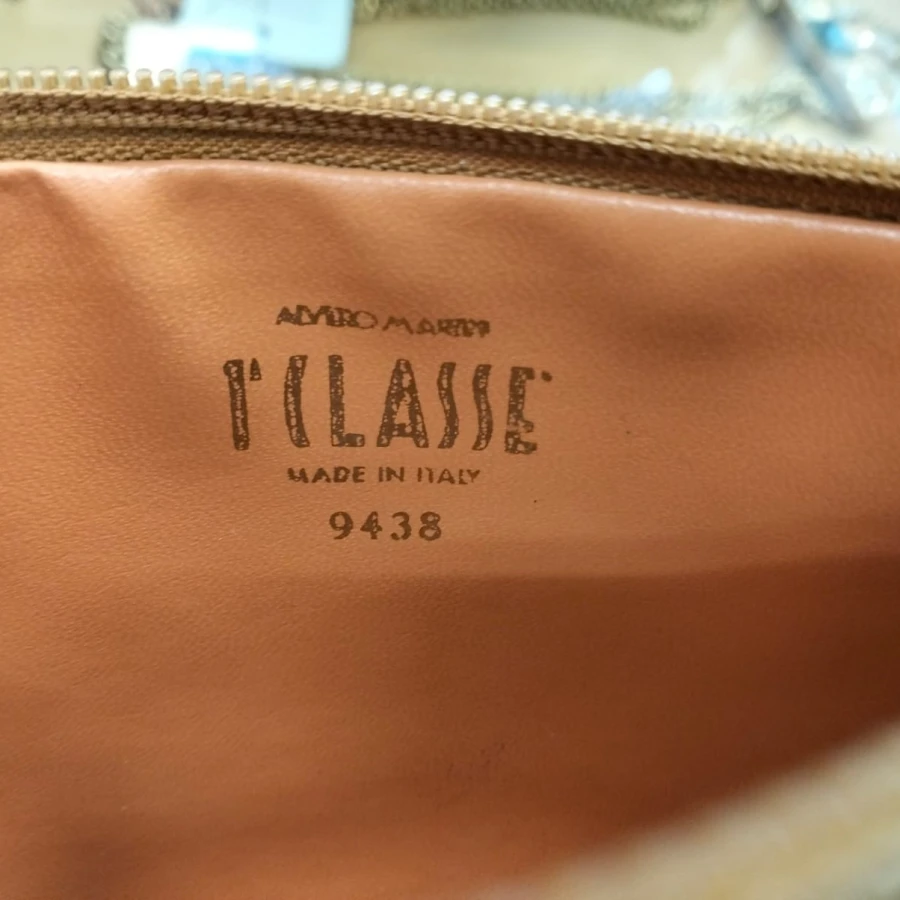 ALVIERO MARTINI
1ª CLASSE
MADE IN ITALY
9438